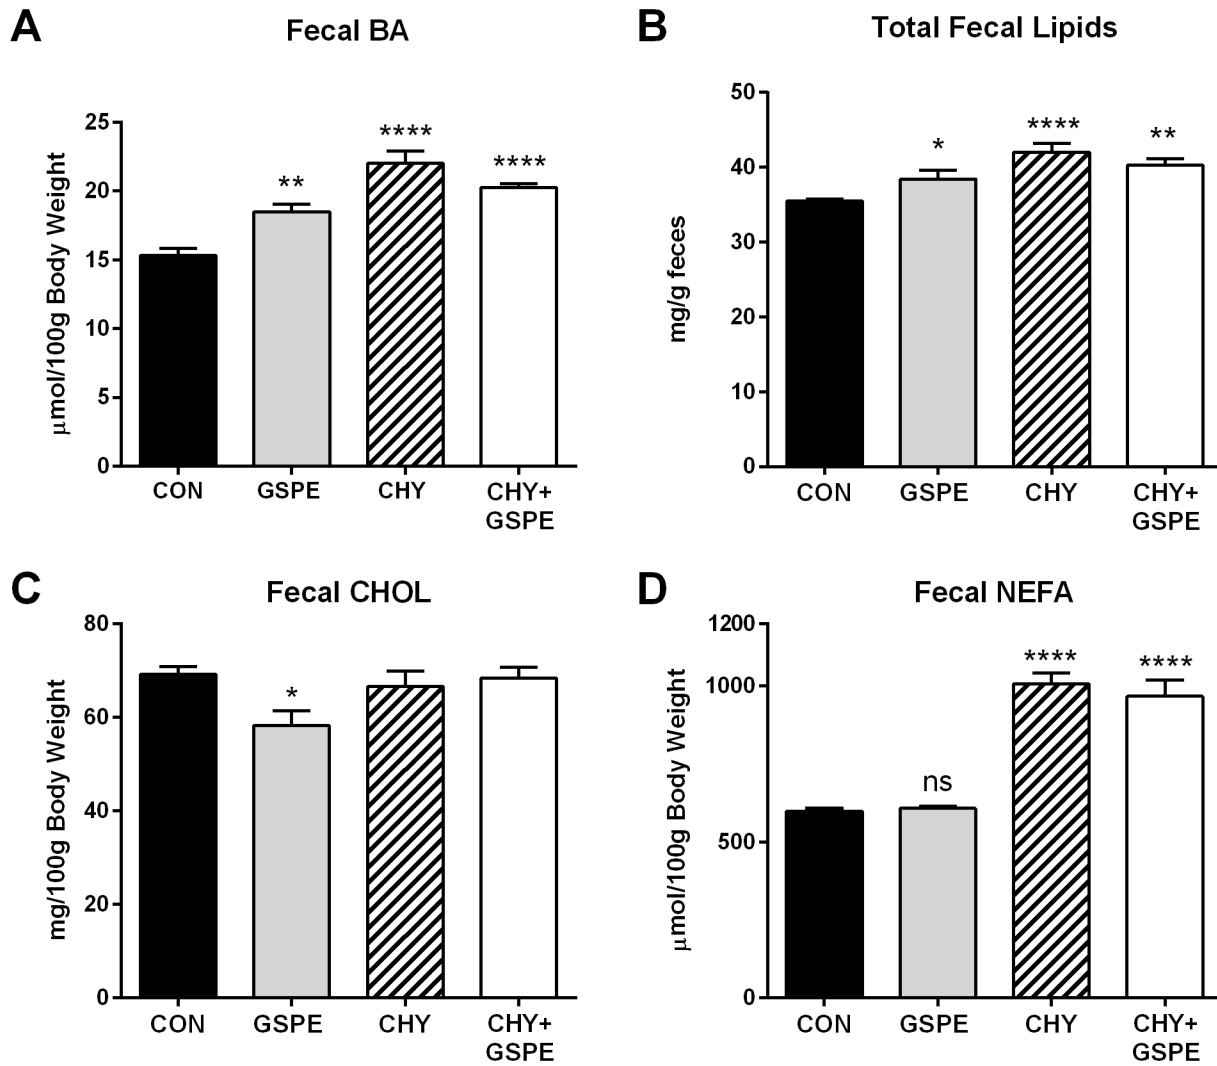 A
Fecal BA
μmol/100g Body Weight
25
20
15
10
5
0
**
****
****
CON
GSPE
CHY
CHY+
GSPE
B
Total Fecal Lipids
mg/g feces
50
40
30
20
10
0
*
****
**
CON
GSPE
CHY
CHY+
GSPE
C
Fecal CHOL
mg/100g Body Weight
80
60
40
20
0
*
CON
GSPE
CHY
CHY+
GSPE
D
Fecal NEFA
μmol/100g Body Weight
1200
1000
500
0
ns
****
****
CON
GSPE
CHY
CHY+
GSPE